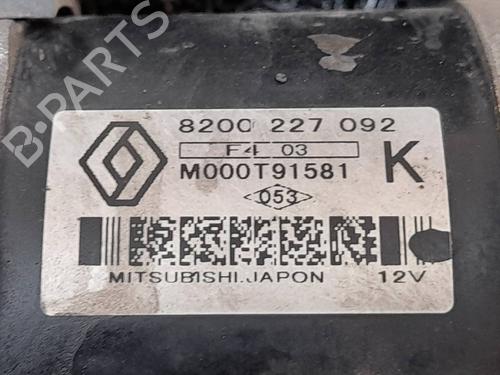 8200 227 092
F4 03
M000T91581 K
053
MITSUBISHI.JAPON 12V
B-PARTS